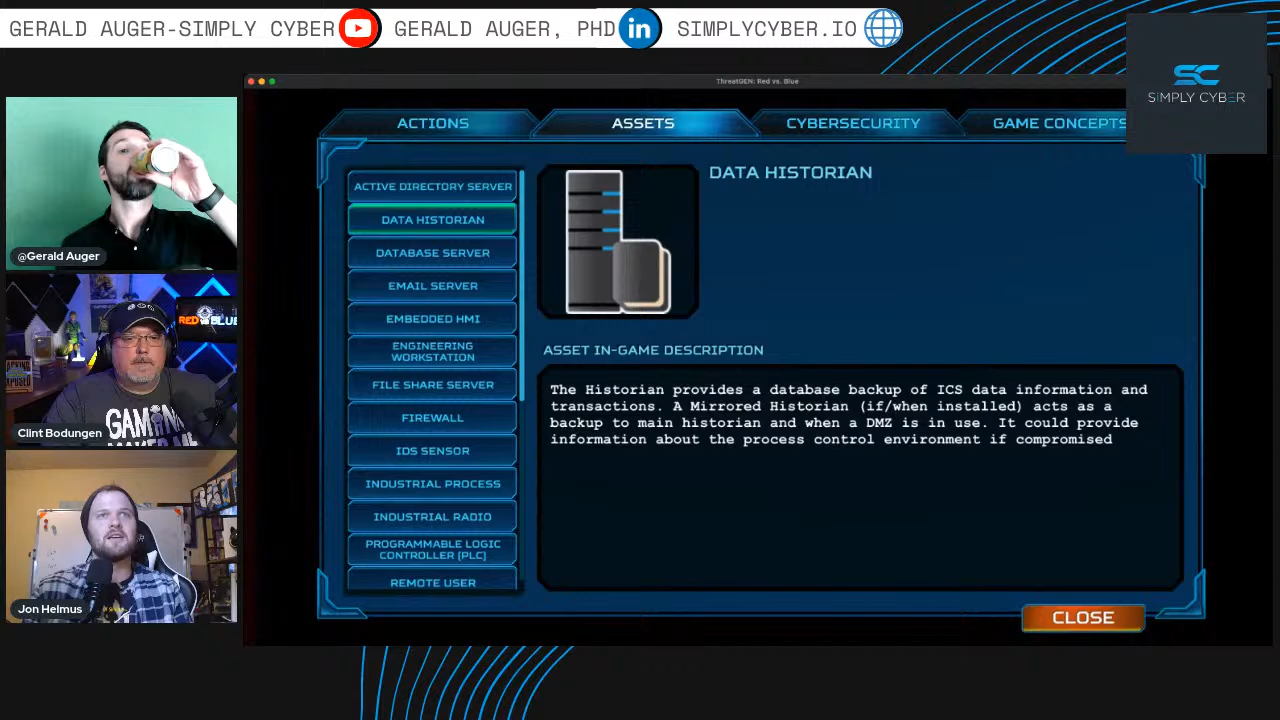 GERALD AUGER-SIMPLY CYBER
GERALD AUGER, PHD
in
SIMPLYCYBER.IO
SC
SIMPLY CYBER
ThreatGEN: Red vs. Blue
ACTIONS
ASSETS
CYBERSECURITY
GAME CONCEPTS
@Gerald Auger
RED
BLUE
Clint Bodungen
Jon Helmus
ACTIVE DIRECTORY SERVER
DATA HISTORIAN
DATABASE SERVER
EMAIL SERVER
EMBEDDED HMI
ENGINEERING
WORKSTATION
FILE SHARE SERVER
FIREWALL
IDS SENSOR
INDUSTRIAL PROCESS
INDUSTRIAL RADIO
PROGRAMMABLE LOGIC
CONTROLLER (PLC)
REMOTE USER
DATA HISTORIAN
ASSET IN-GAME DESCRIPTION
The Historian provides a database backup of ICS data information and
transactions. A Mirrored Historian (if/when installed) acts as a
backup to main historian and when a DMZ is in use. It could provide
information about the process control environment if compromised
CLOSE